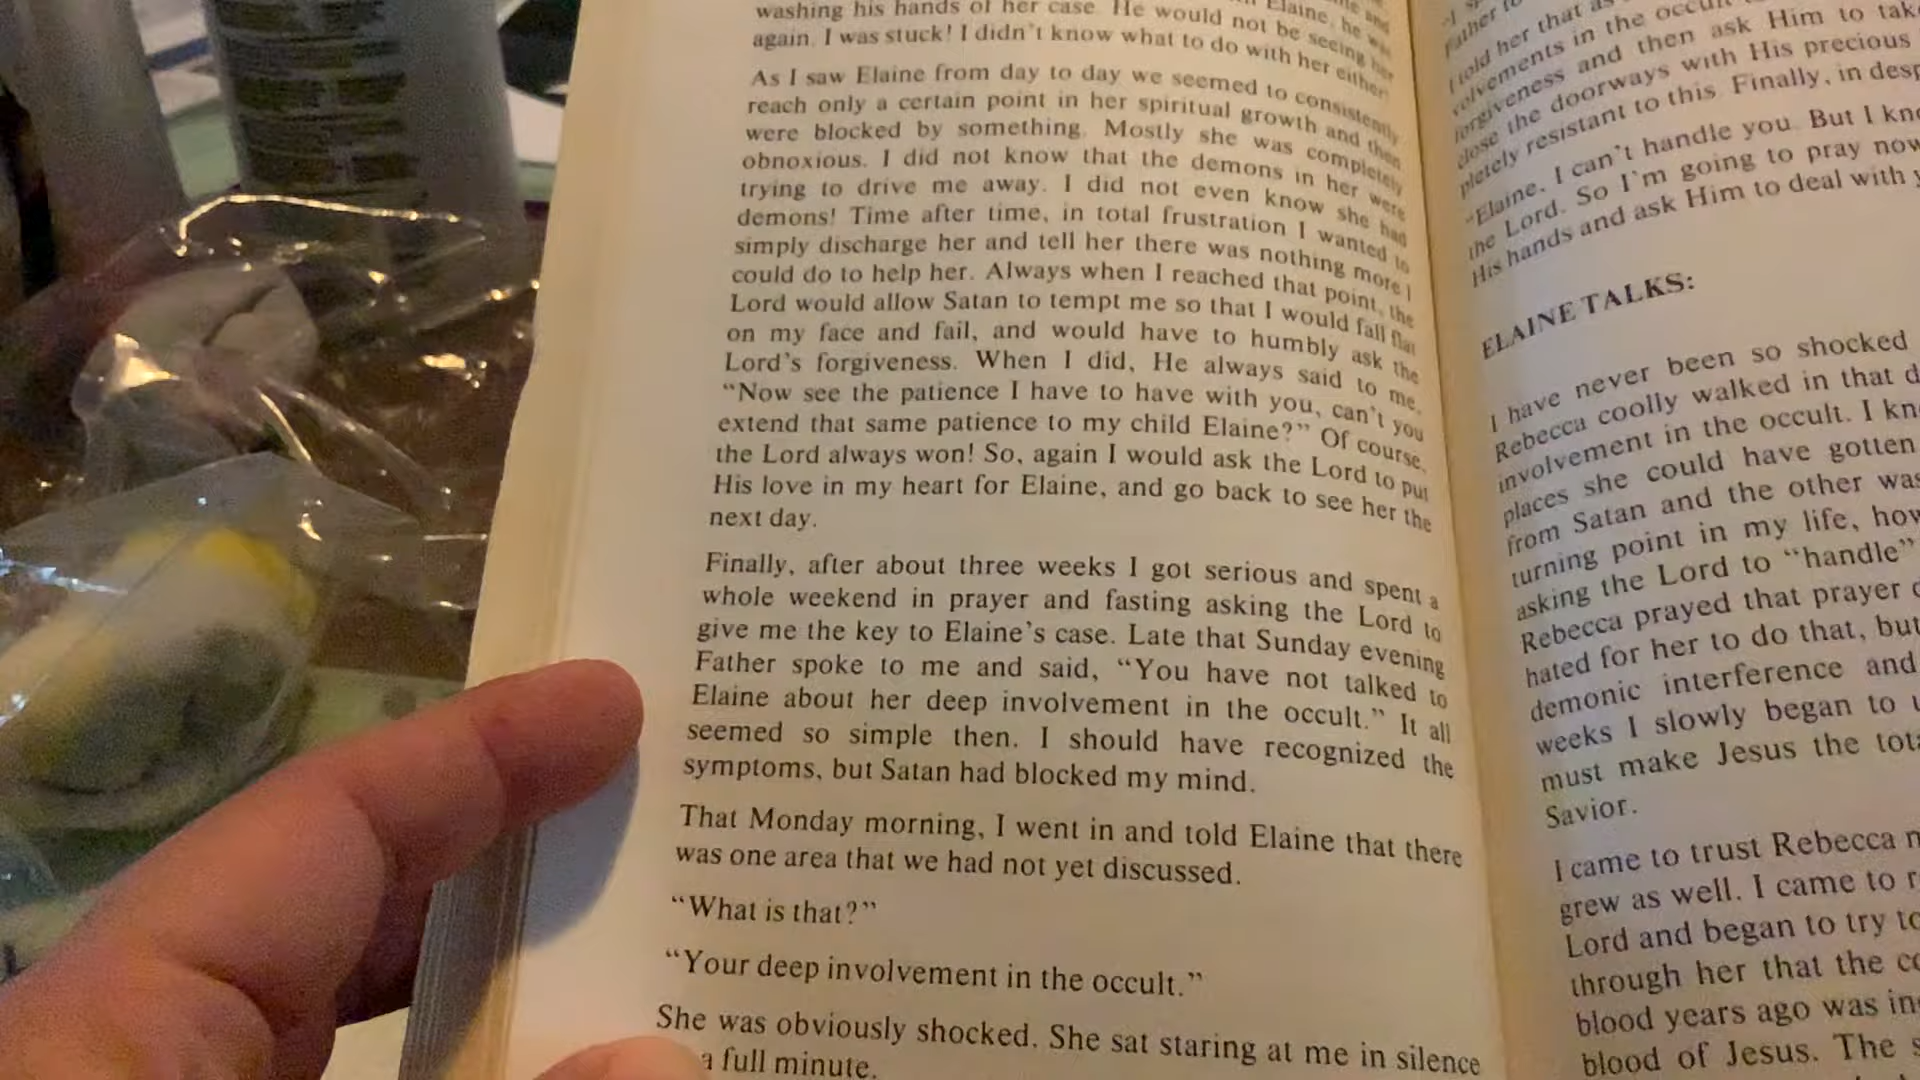 washing his hands of her case. He would not be seeing her
again. I was stuck! I didn't know what to do with her either!
As I saw Elaine from day to day we seemed to consistently
reach only a certain point in her spiritual growth and then
were blocked by something. Mostly she was completely
obnoxious. I did not know that the demons in her were
trying to drive me away. I did not even know she had
demons! Time after time, in total frustration I wanted to
simply discharge her and tell her there was nothing more I
could do to help her. Always when I reached that point, the
Lord would allow Satan to tempt me so that I would fall flat
on my face and fail, and would have to humbly ask the
Lord's forgiveness. When I did, He always said to me,
“Now see the patience I have to have with you, can't you
extend that same patience to my child Elaine?” Of course,
the Lord always won! So, again I would ask the Lord to put
His love in my heart for Elaine, and go back to see her the
next day.
Finally, after about three weeks I got serious and spent a
whole weekend in prayer and fasting asking the Lord to
give me the key to Elaine's case. Late that Sunday evening
Father spoke to me and said, “You have not talked to
Elaine about her deep involvement in the occult.” It all
seemed so simple then. I should have recognized the
symptoms, but Satan had blocked my mind.
That Monday morning, I went in and told Elaine that there
was one area that we had not yet discussed.
“What is that?”
“Your deep involvement in the occult.”
She was obviously shocked. She sat staring at me in silence
a full minute.
I told her that as
volvements in the occult
forgiveness and then ask Him to take
close the doorways with His precious
pletely resistant to this. Finally, in
“Elaine, I can't handle you. But I
the Lord. So I'm going to pray now
His hands and ask Him to deal with
ELAINE TALKS:
I have never been so shocked
Rebecca coolly walked in that
involvement in the occult. I
places she could have gotten
from Satan and the other was
turning point in my life,
asking the Lord to “handle”
Rebecca prayed that prayer
hated for her to do that, but
demonic interference and
weeks I slowly began to
must make Jesus the
Savior.
I came to trust Rebecca
grew as well. I came to
Lord and began to try to
through her that the
blood years ago was
blood of Jesus. The